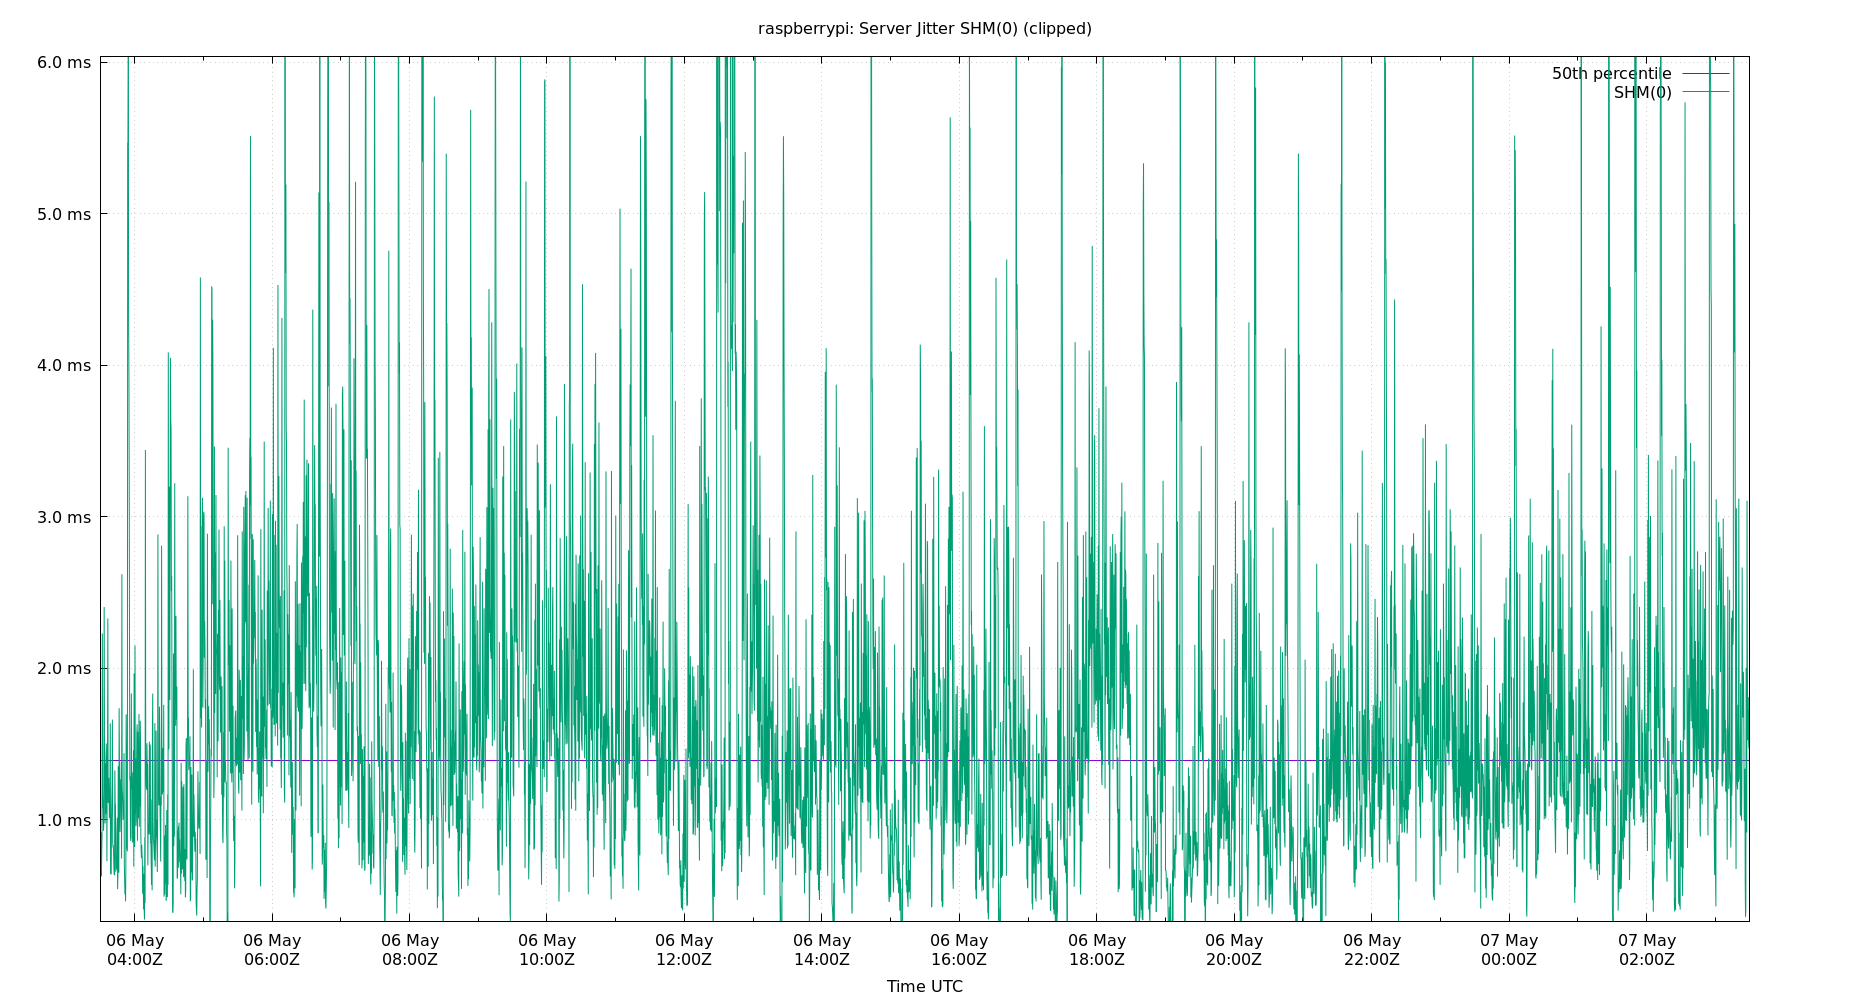 raspberrypi: Server Jitter SHM(0) (clipped)
6.0 ms
5.0 ms
4.0 ms
3.0 ms
2.0 ms
1.0 ms
50th percentile
SHM(0)
06 May 06 May 06 May 06 May 06 May 06 May 06 May 06 May 06 May 06 May 07 May 07 May
04:00Z 06:00Z 08:00Z 10:00Z 12:00Z 14:00Z 16:00Z 18:00Z 20:00Z 22:00Z 00:00Z 02:00Z
Time UTC